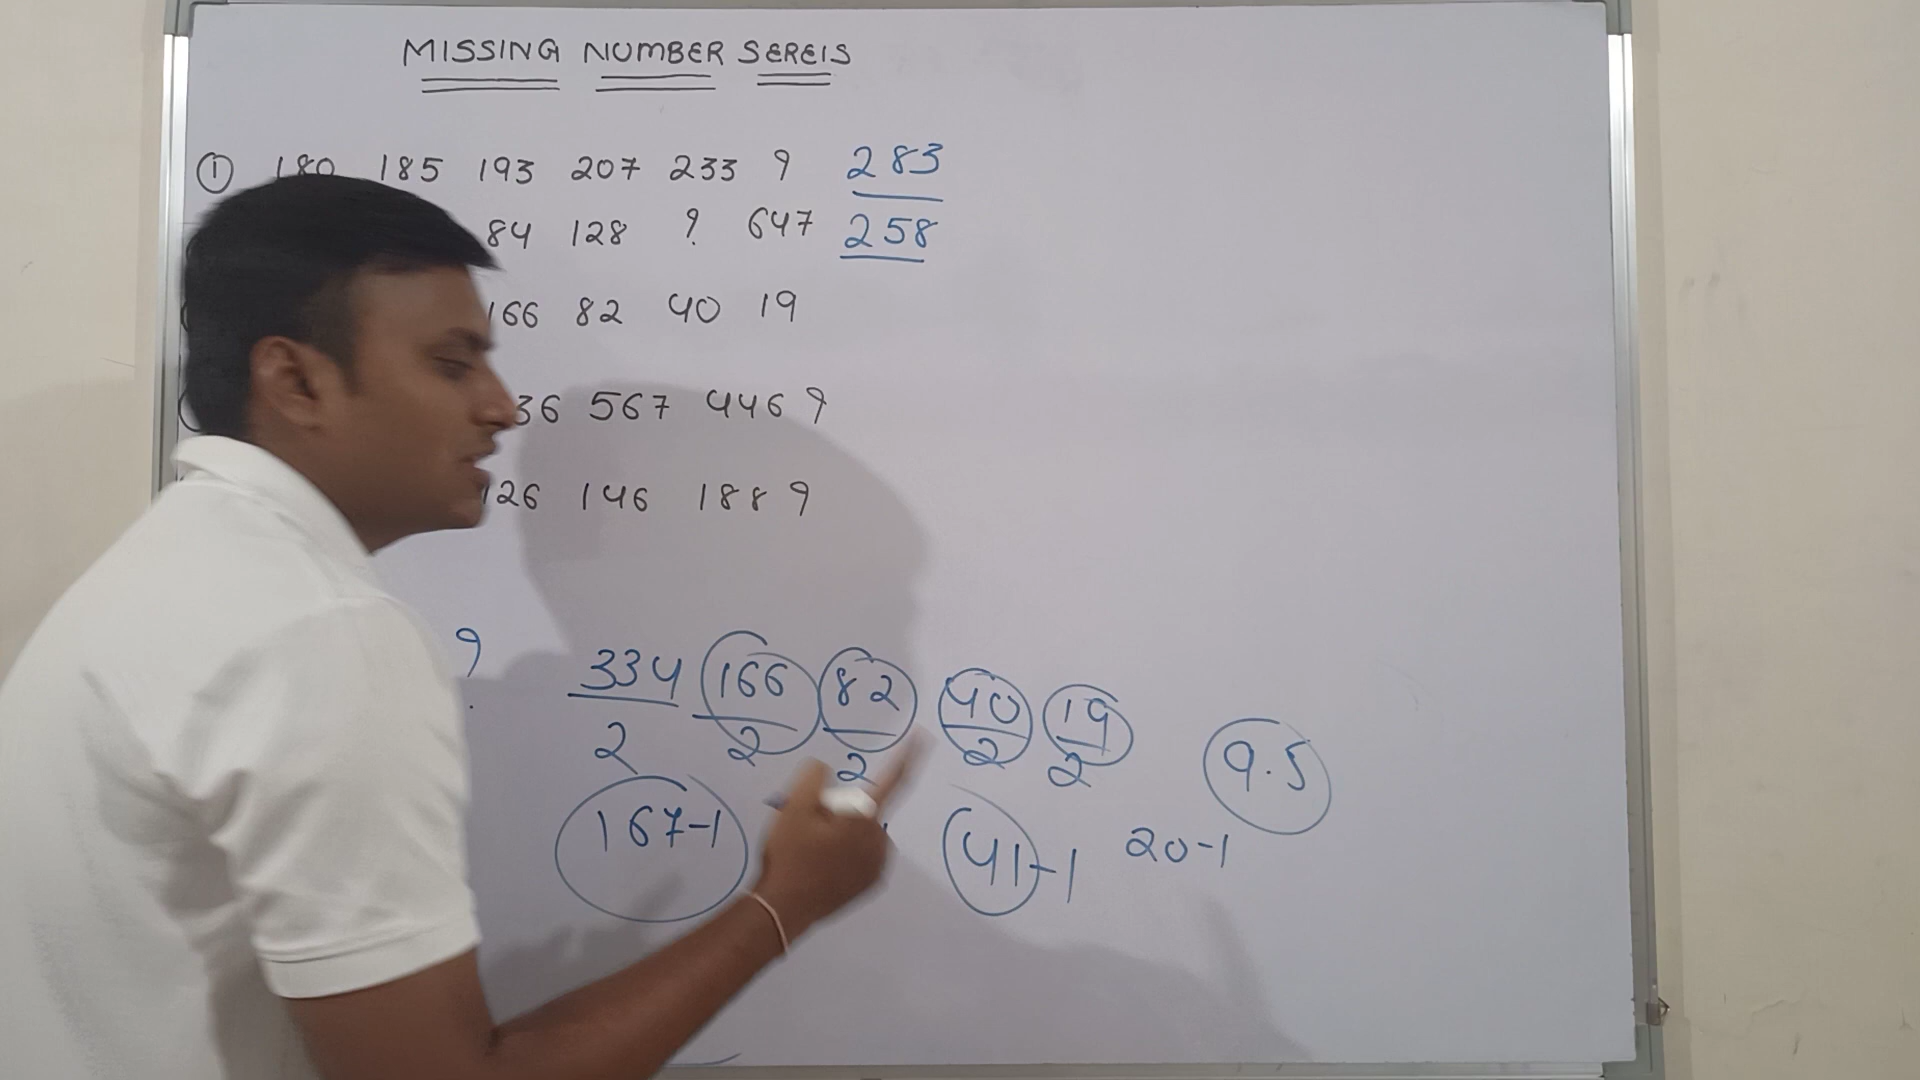 MISSING NUMBER SEREIS
① 180 185 193 207 233 ? 283
84 128 ? 647 258
166 82 40 19
36 567 446 ?
126 146 188 ?
? 334 166 82 40 19
2 2 2 2 2 9.5
167-1 41-1 20-1